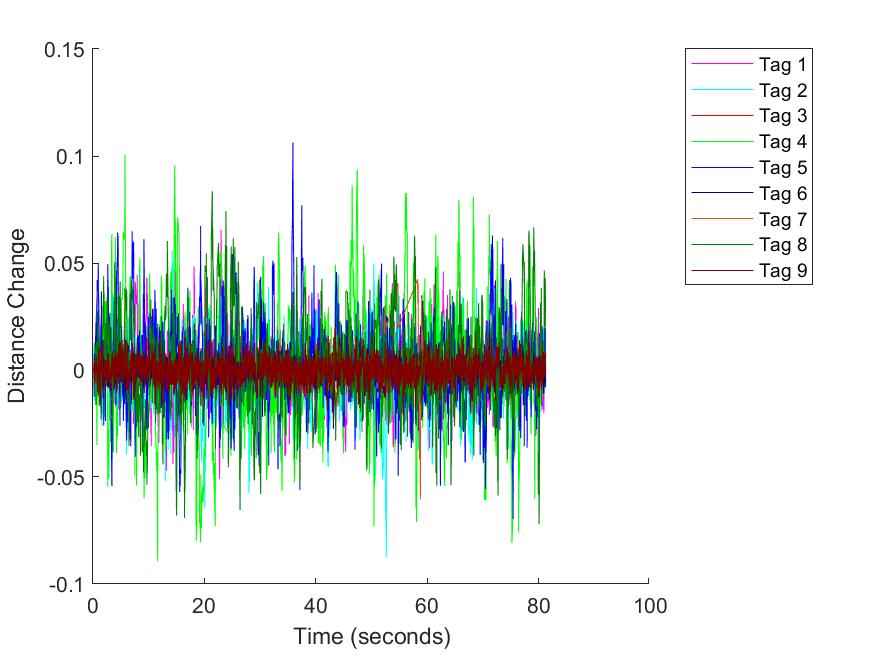 0.15
0.1
0.05
0
-0.05
-0.1
Distance Change
0
20
40
60
80
100
Time (seconds)
Tag 1
Tag 2
Tag 3
Tag 4
Tag 5
Tag 6
Tag 7
Tag 8
Tag 9